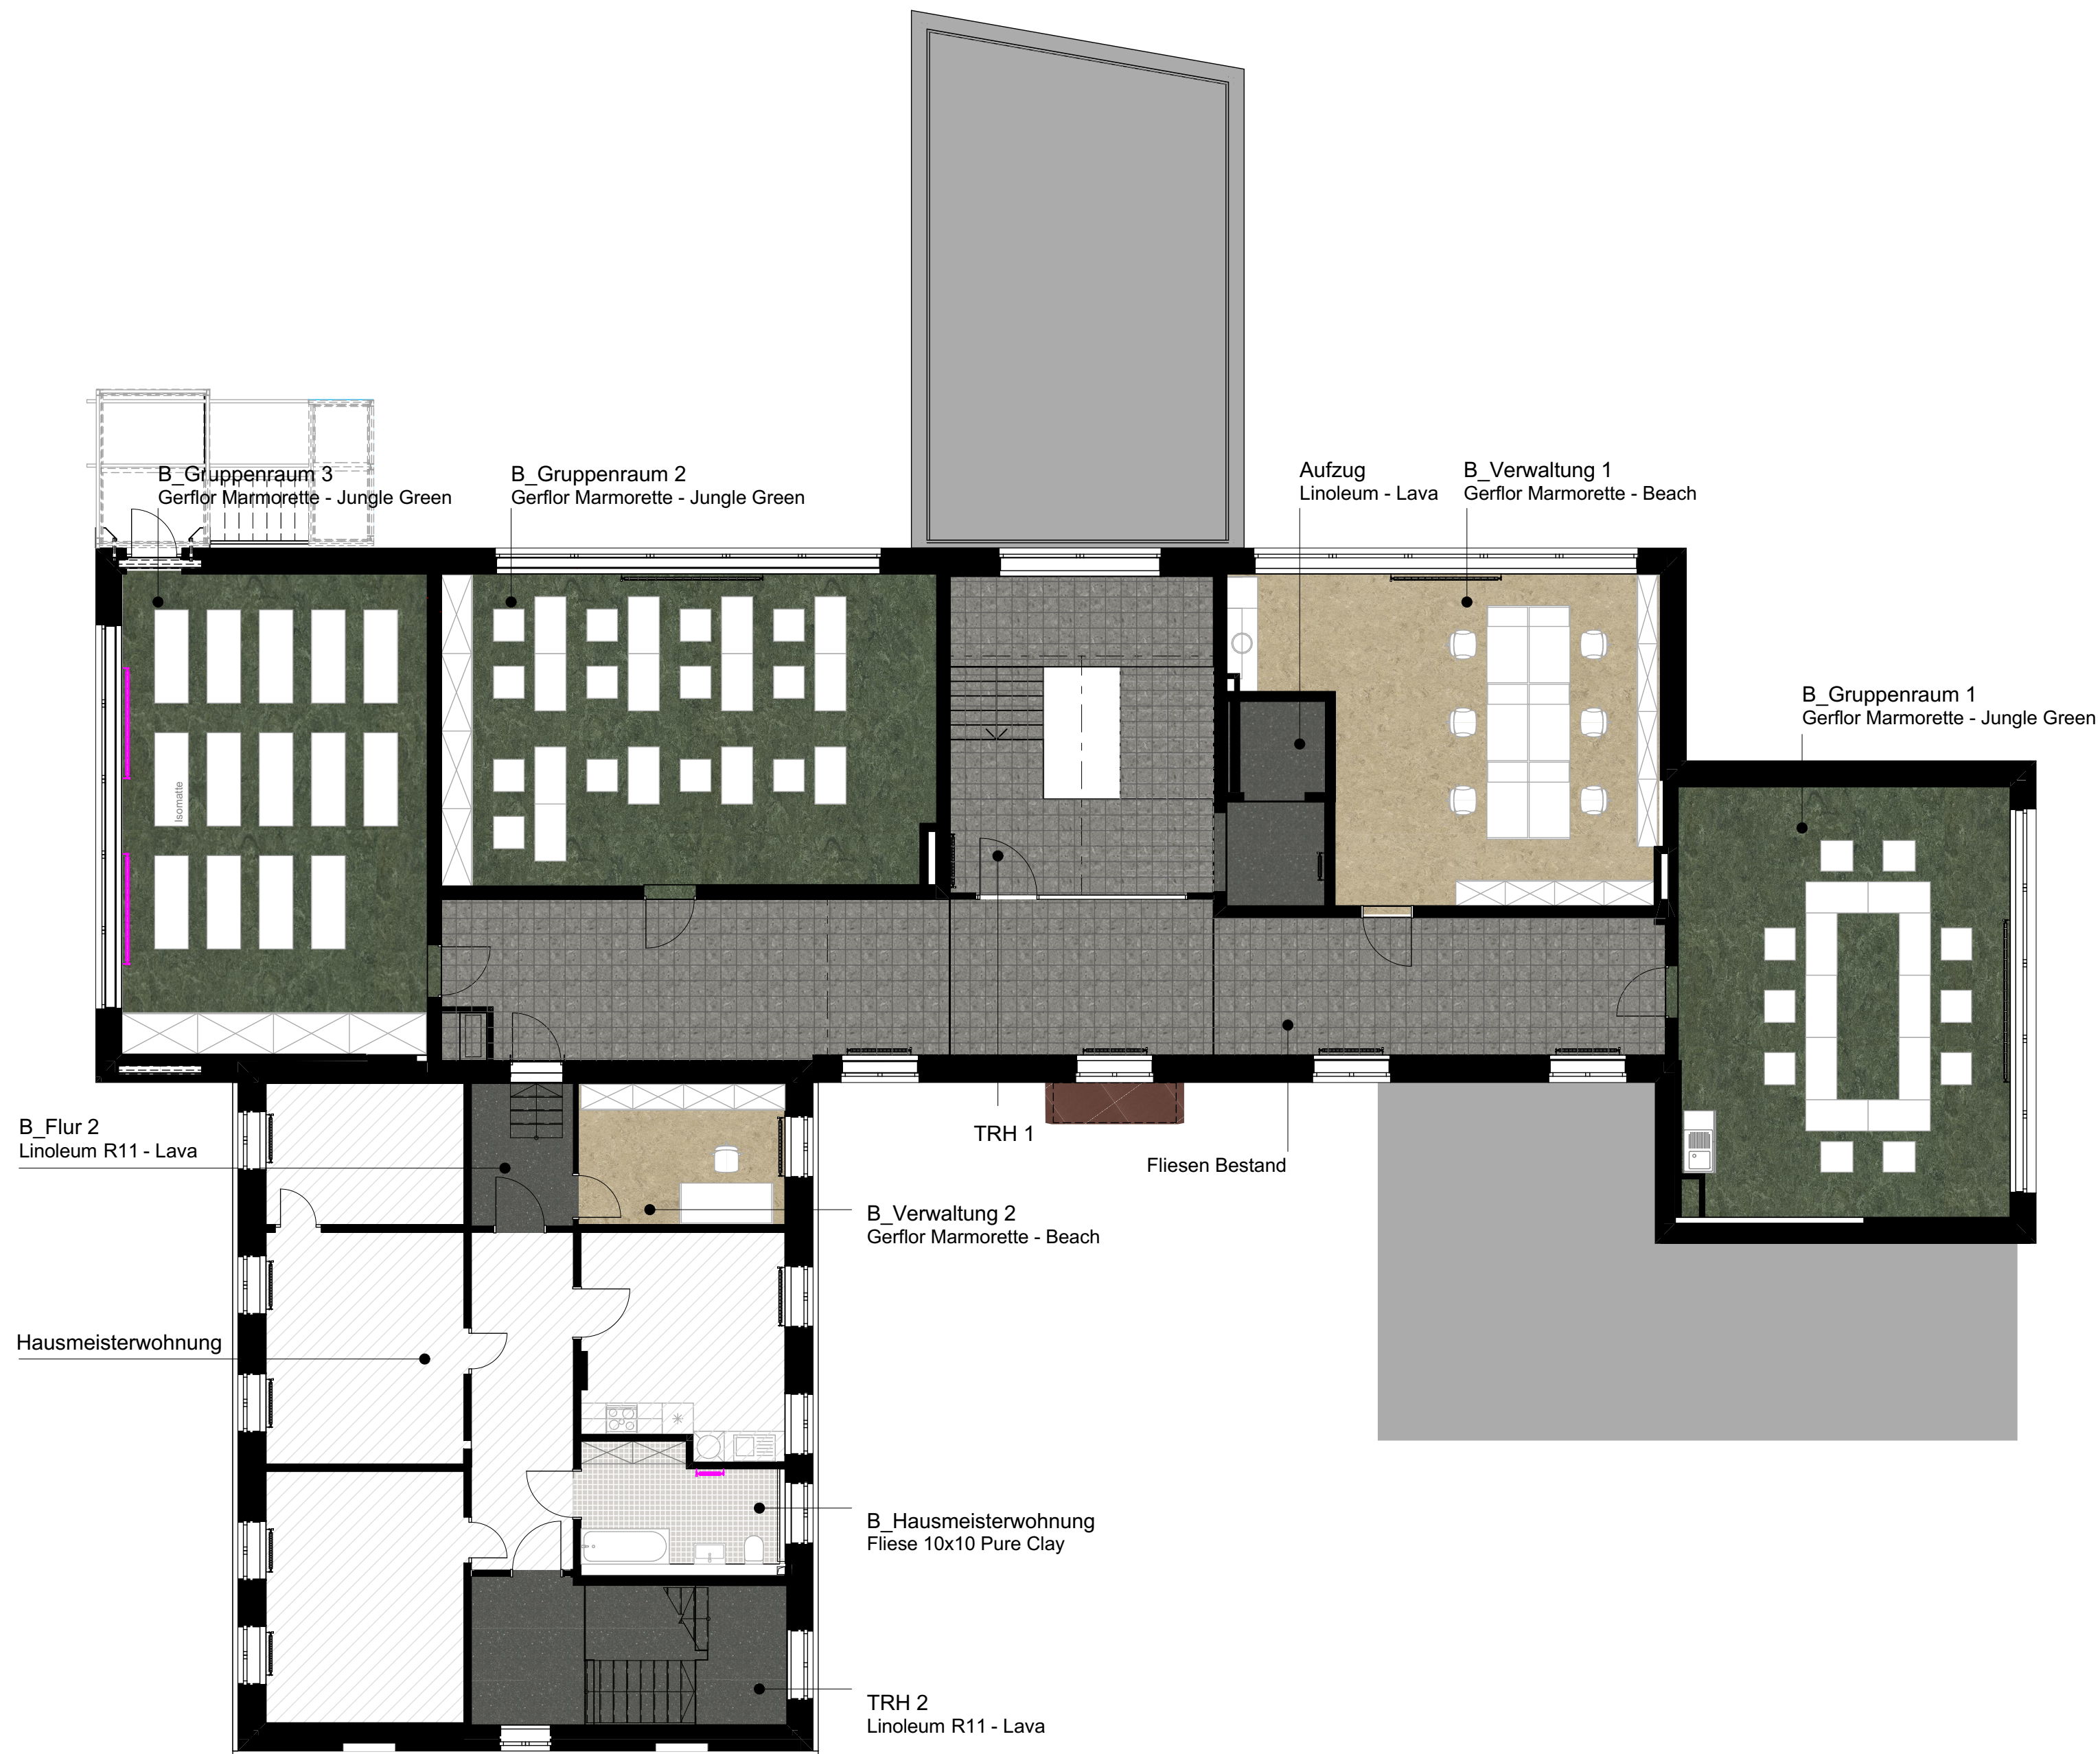 B_Gruppenraum 3
Gerflor Marmorette - Jungle Green
B_Gruppenraum 2
Gerflor Marmorette - Jungle Green
Aufzug
Linoleum - Lava
B_Verwaltung 1
Gerflor Marmorette - Beach
B_Gruppenraum 1
Gerflor Marmorette - Jungle Green
Isomatte
B_Flur 2
Linoleum R11 - Lava
TRH 1
Fliesen Bestand
B_Verwaltung 2
Gerflor Marmorette - Beach
Hausmeisterwohnung
B_Hausmeisterwohnung
Fliese 10x10 Pure Clay
TRH 2
Linoleum R11 - Lava